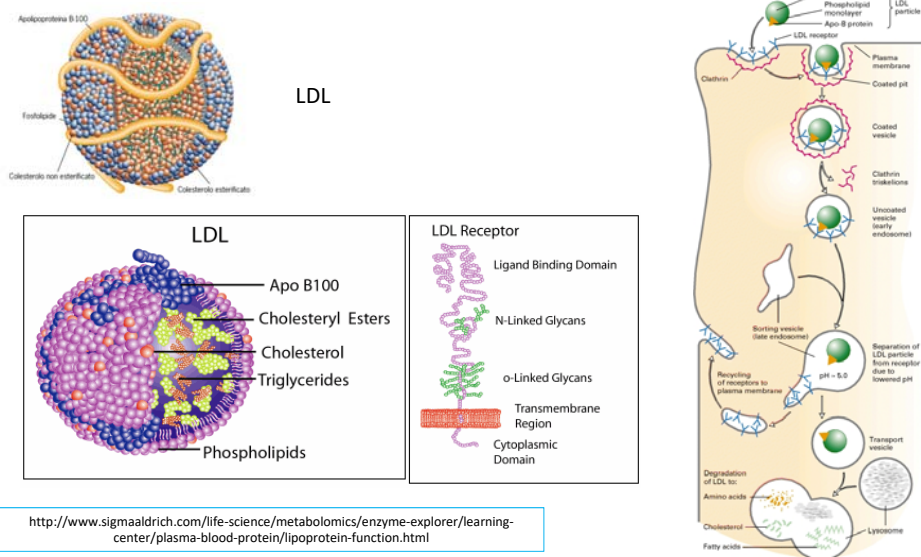 Apolipoproteina B-100
Fosfolipide
Colesterolo non esterificato
Colesterolo esterificato
LDL
LDL
Apo B100
Cholesteryl Esters
Cholesterol
Triglycerides
Phospholipids
LDL Receptor
Ligand Binding Domain
N-Linked Glycans
o-Linked Glycans
Transmembrane
Region
Cytoplasmic
Domain
http://www.sigmaaldrich.com/life-science/metabolomics/enzyme-explorer/learning-
center/plasma-blood-protein/lipoprotein-function.html
Phospholipid
monolayer
Apo-B protein
LDL
particle
LDL receptor
Plasma
membrane
Clathrin
Coated pit
Coated
vesicle
Clathrin
triskelions
Uncoated
vesicle
(early
endosome)
Sorting vesicle
(late endosome)
Separation of
LDL particle
from receptor
due to
lowered pH
pH ~ 5.0
Recycling
of receptors to
plasma membrane
Transport
vesicle
Degradation
of LDL to:
Amino acids
Cholesterol
Fatty acids
Lysosome